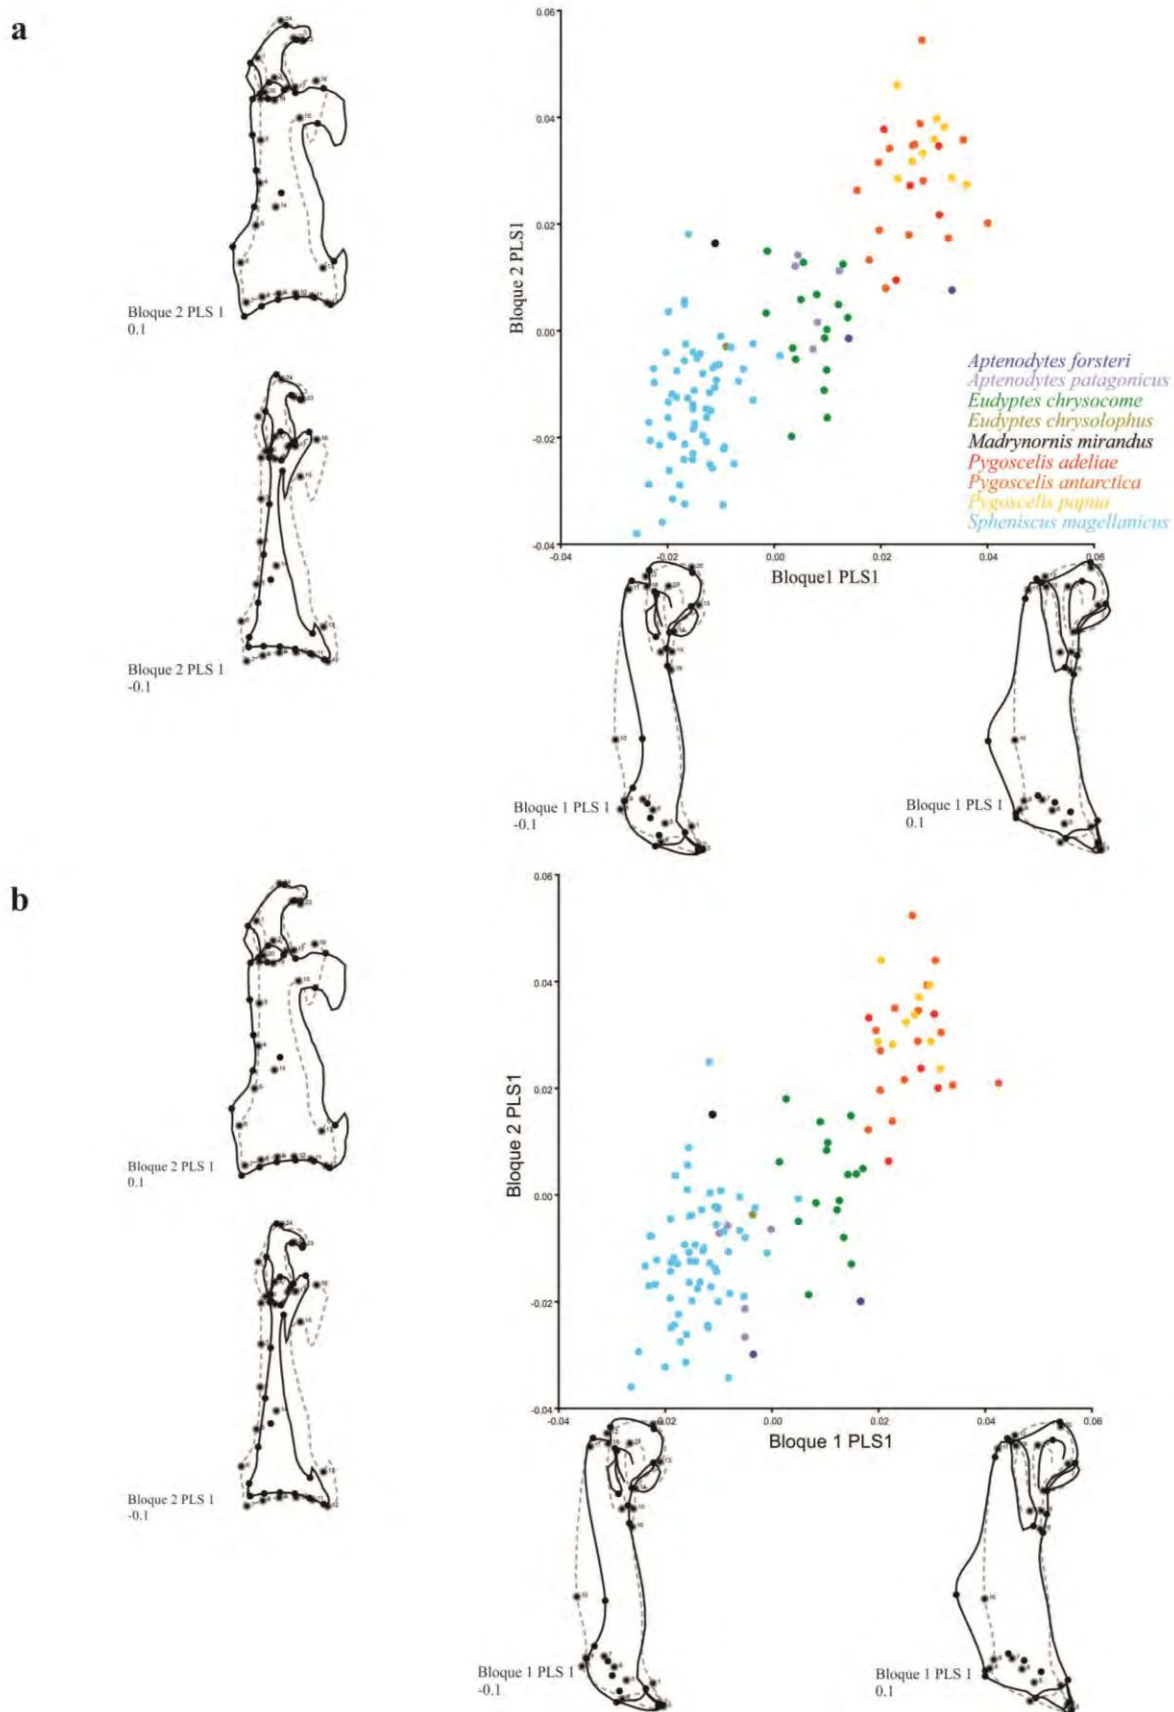 a
Bloque 2 PLS 1
0.1
Bloque 2 PLS 1
-0.1
Bloque 2 PLS1
0.06
0.04
0.02
0.00
-0.02
-0.04
-0.04
-0.02
0.00
0.02
0.04
0.06
Bloque1 PLS1
Aptenodytes forsteri
Aptenodytes patagonicus
Eudyptes chrysocome
Eudyptes chrysolophus
Madrynornis mirandus
Pygoscelis adeliae
Pygoscelis antarctica
Pygoscelis papua
Spheniscus magellanicus
Bloque 1 PLS 1
-0.1
Bloque 1 PLS 1
0.1
b
Bloque 2 PLS 1
0.1
Bloque 2 PLS 1
-0.1
Bloque 2 PLS1
0.06
0.04
0.02
0.00
-0.02
-0.04
-0.04
-0.02
0.00
0.02
0.04
0.06
Bloque 1 PLS1
Bloque 1 PLS 1
-0.1
Bloque 1 PLS 1
0.1